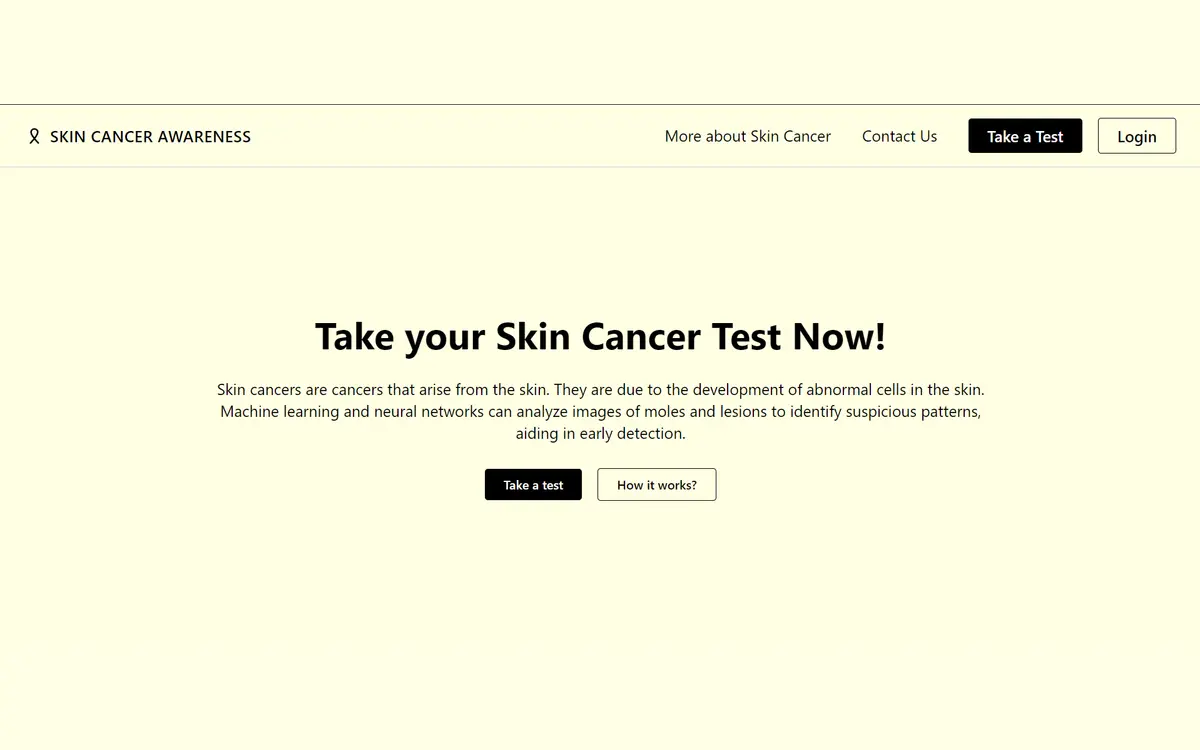 SKIN CANCER AWARENESS
More about Skin Cancer
Contact Us
Take a Test
Login
Take your Skin Cancer Test Now!
Skin cancers are cancers that arise from the skin. They are due to the development of abnormal cells in the skin.
Machine learning and neural networks can analyze images of moles and lesions to identify suspicious patterns,
aiding in early detection.
Take a test
How it works?